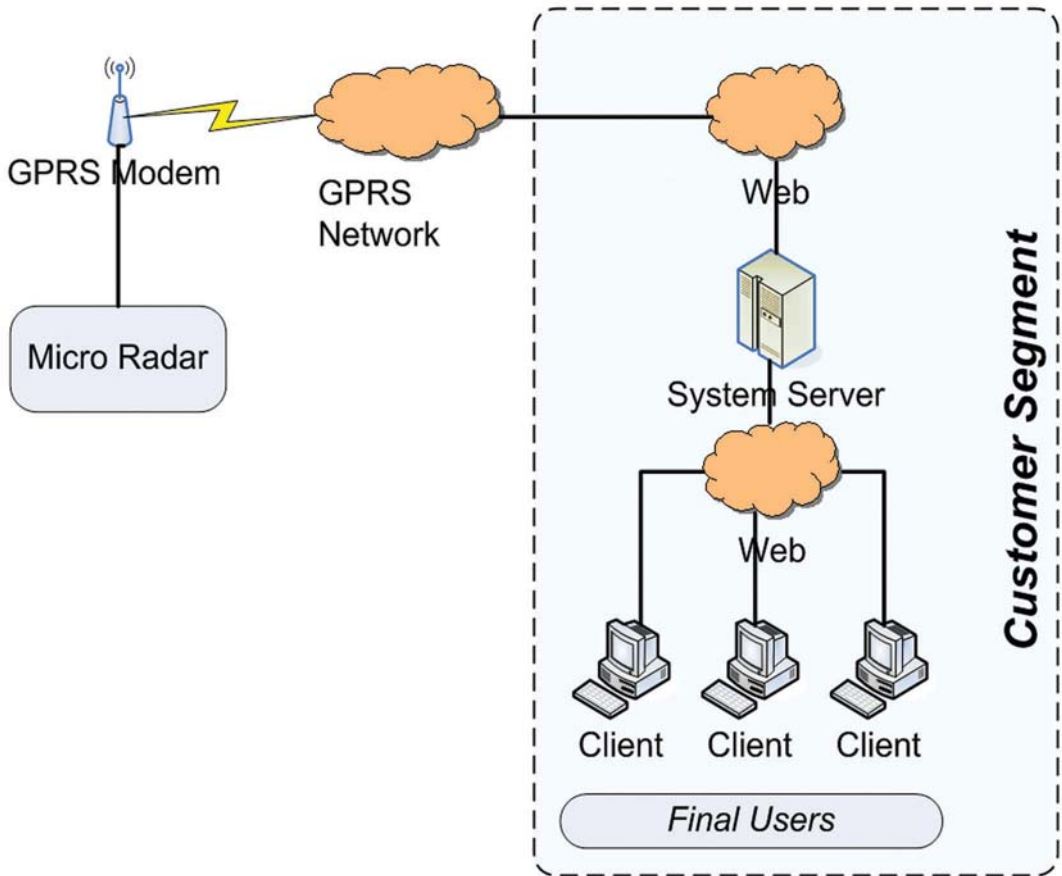 GPRS Modem
GPRS
Network
Micro Radar
Web
System Server
Web
Client
Client
Client
Final Users
Customer Segment